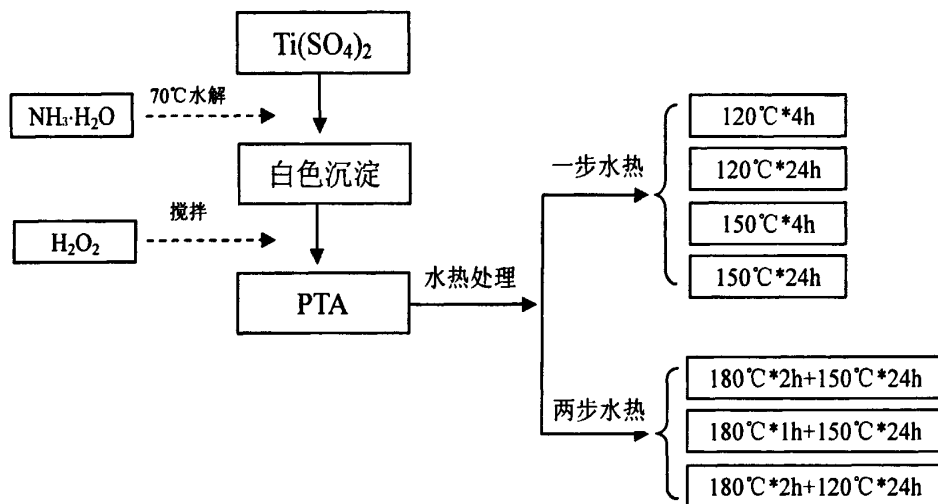 Ti(SO₄)₂
70℃水解
NH₃·H₂O
白色沉淀
搅拌
H₂O₂
PTA
水热处理
一步水热
120℃*4h
120℃*24h
150℃*4h
150℃*24h
两步水热
180℃*2h+150℃*24h
180℃*1h+150℃*24h
180℃*2h+120℃*24h